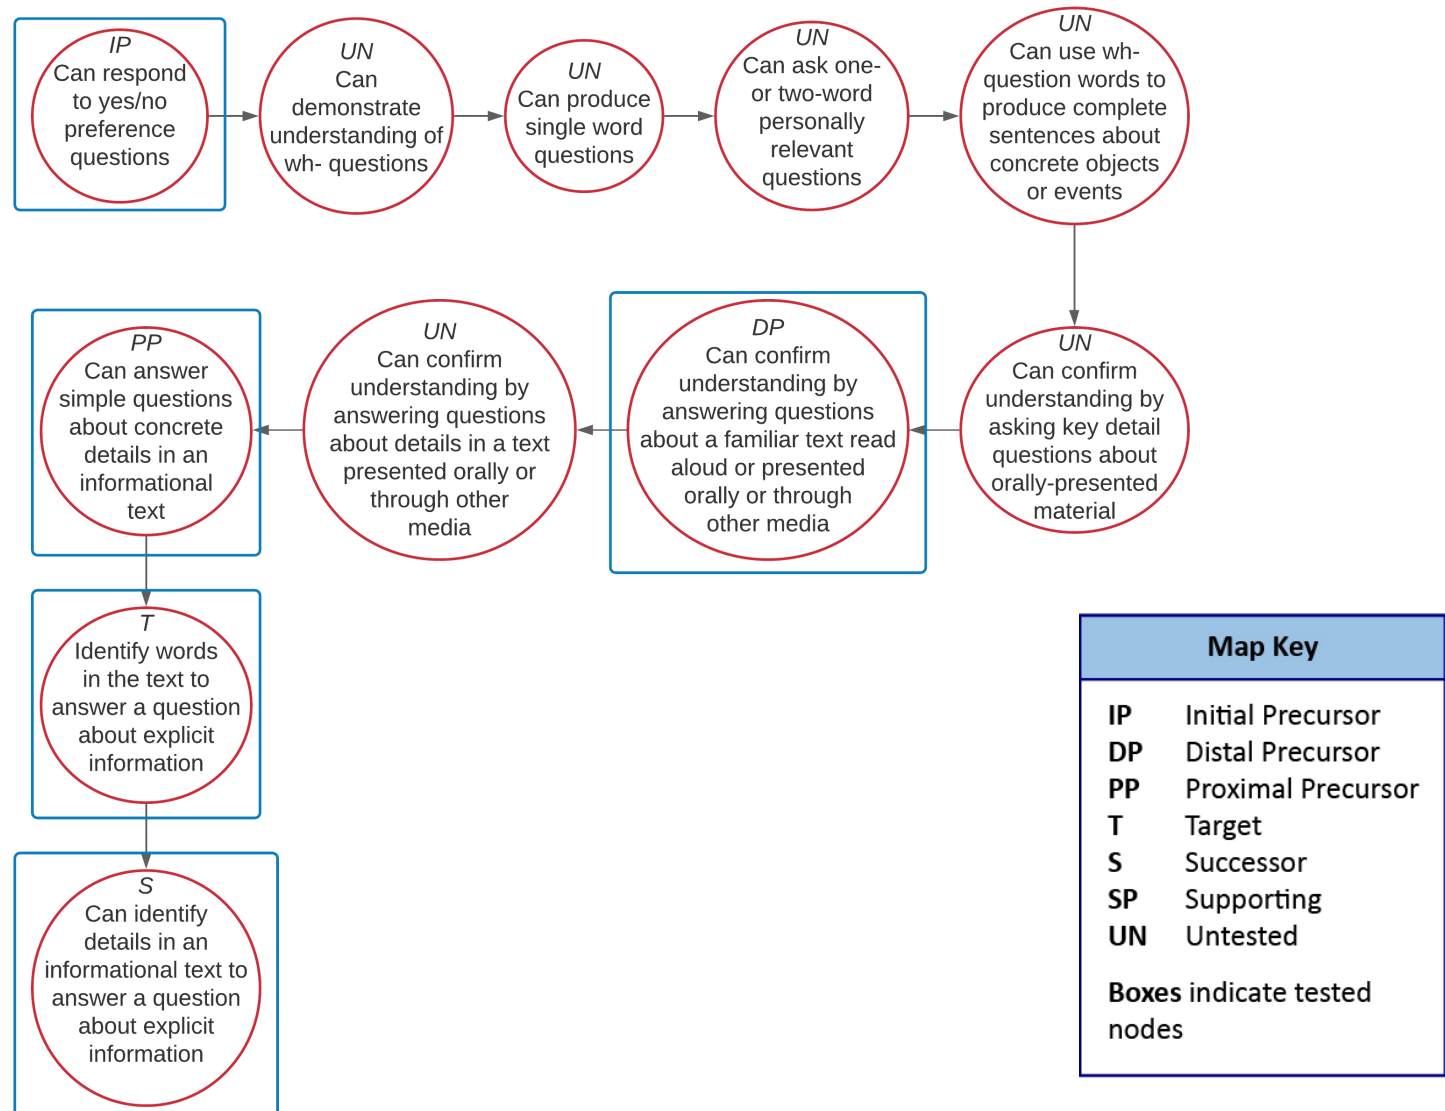 IP
Can respond
to yes/no
preference
questions
UN
Can
demonstrate
understanding of
wh- questions
UN
Can produce
single word
questions
UN
Can ask one-
or two-word
personally
relevant
questions
UN
Can use wh-
question words to
produce complete
sentences about
concrete objects
or events
UN
Can confirm
understanding by
asking key detail
questions about
orally-presented
material
DP
Can confirm
understanding by
answering questions
about a familiar text read
aloud or presented
orally or through
other media
UN
Can confirm
understanding by
answering questions
about details in a text
presented orally or
through other
media
PP
Can answer
simple questions
about concrete
details in an
informational
text
T
Identify words
in the text to
answer a question
about explicit
information
S
Can identify
details in an
informational text to
answer a question
about explicit
information
Map Key
IP Initial Precursor
DP Distal Precursor
PP Proximal Precursor
T Target
S Successor
SP Supporting
UN Untested
Boxes indicate tested
nodes